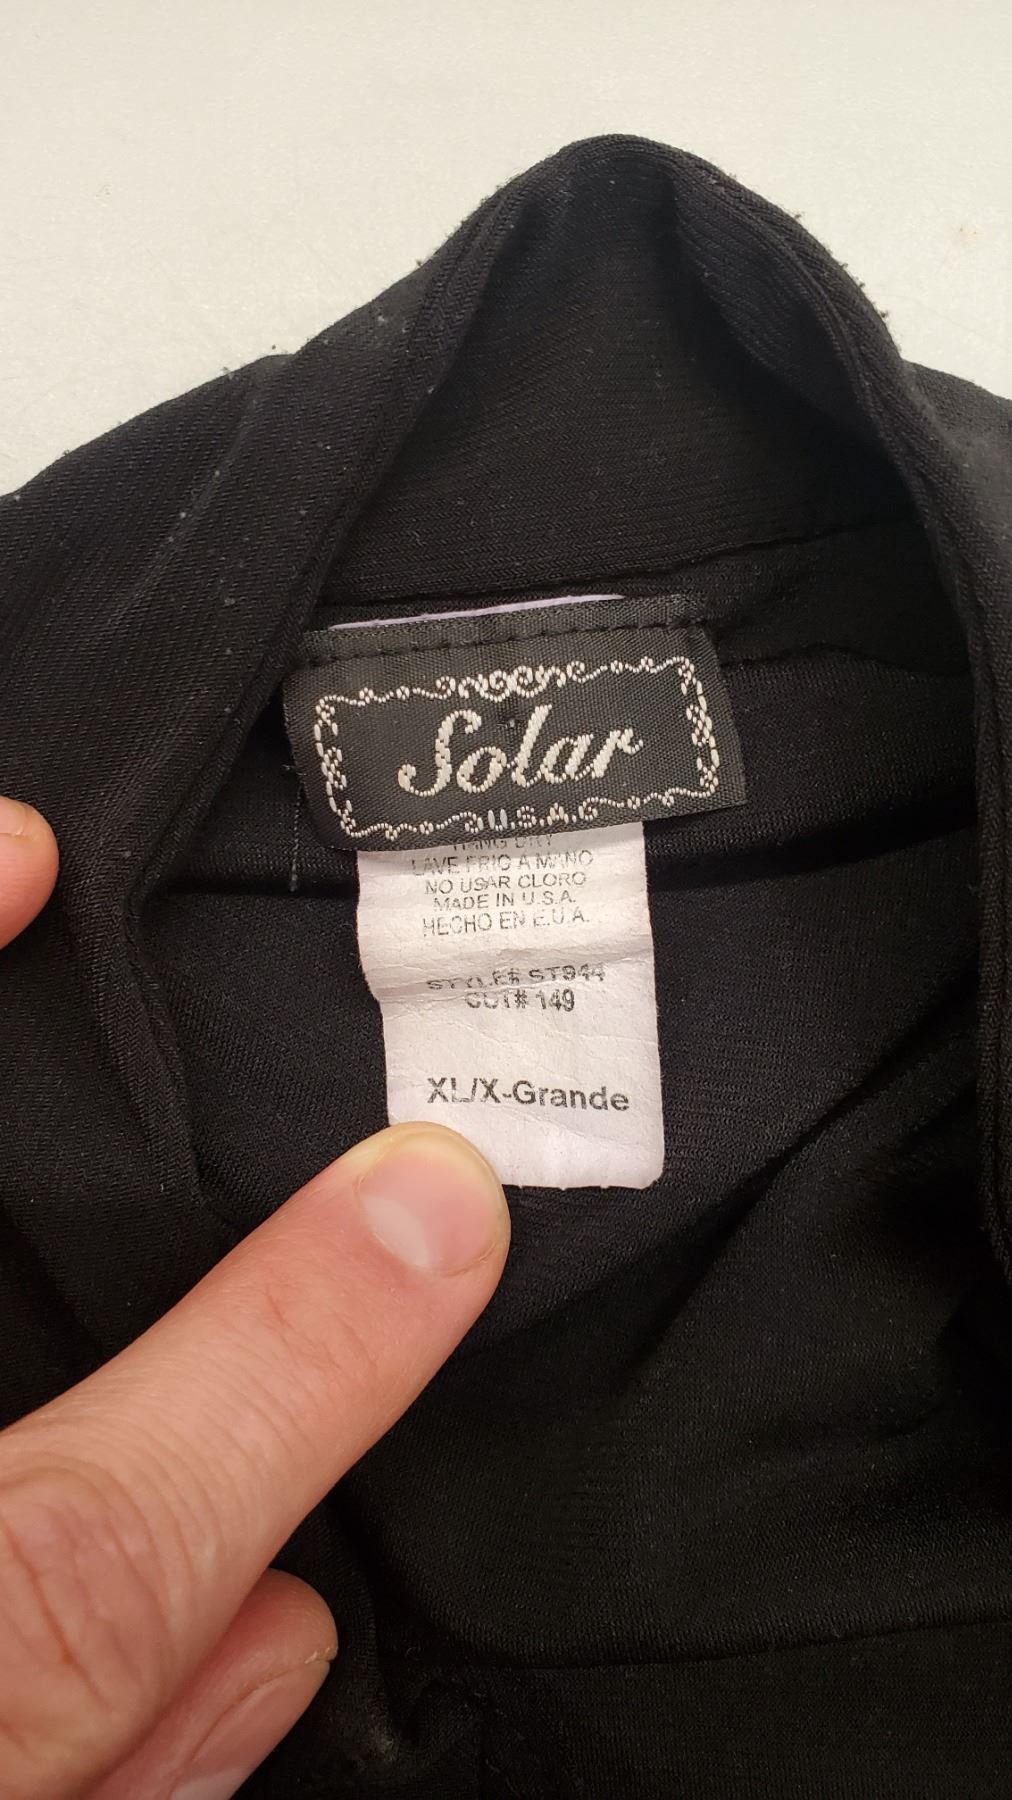 Solar
U.S.A.
HANG DRY
LAVE FRIO A MANO
NO USAR CLORO
MADE IN U.S.A.
HECHO EN E.U.A.
STYLE# ST944
CUT# 149
XL/X-Grande